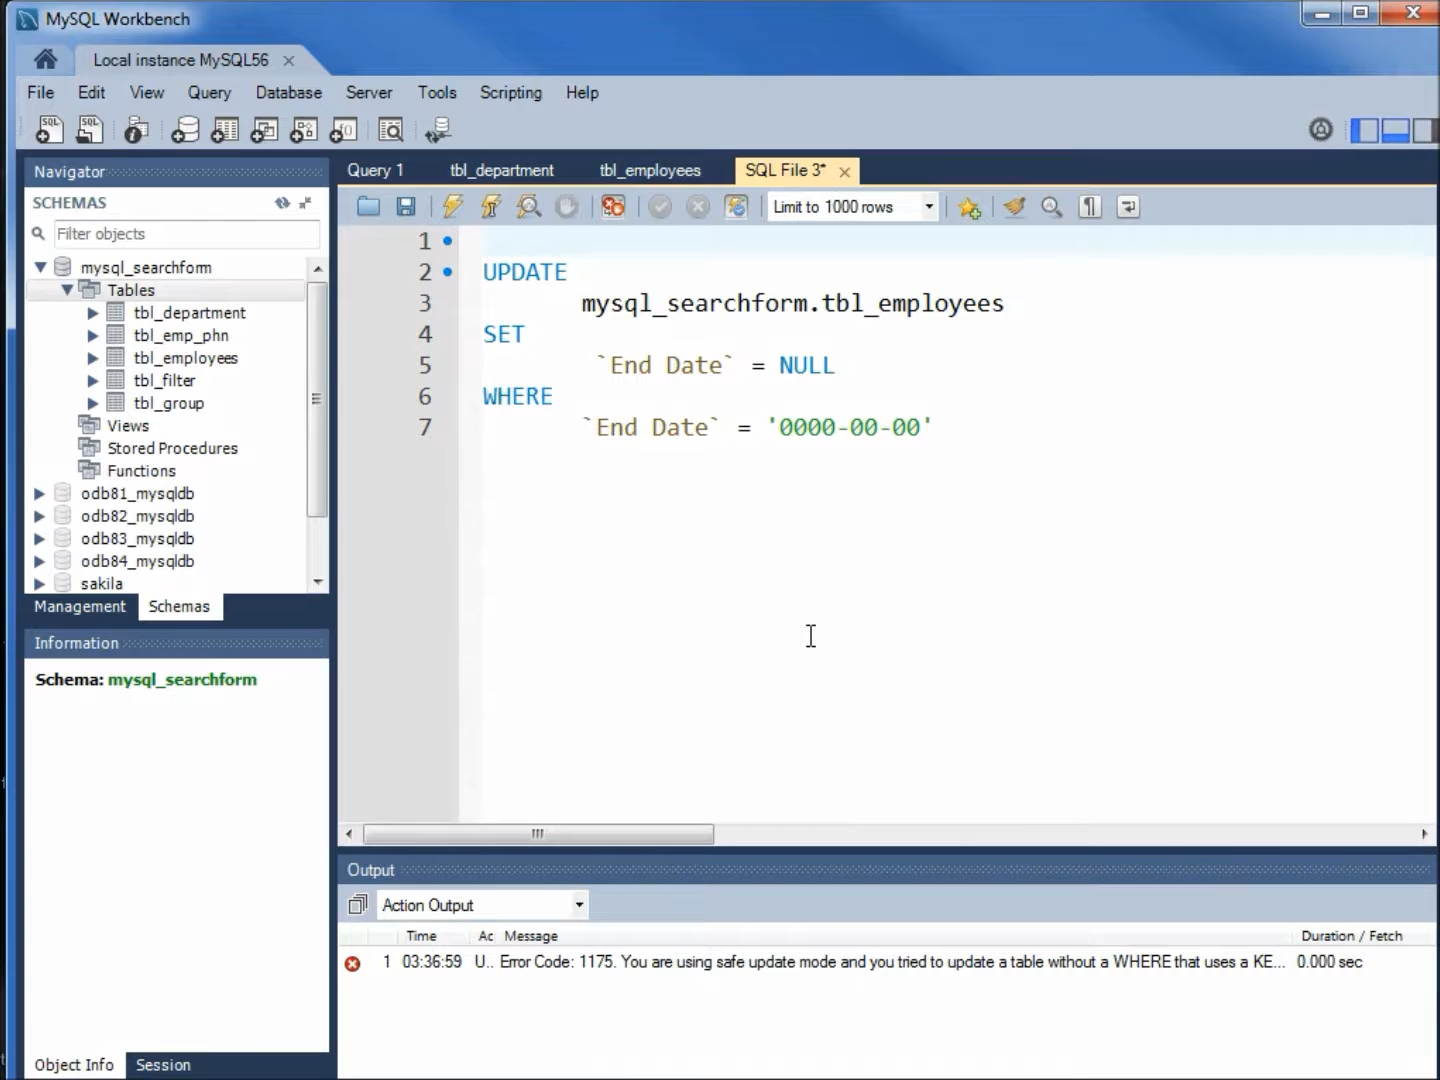 MySQL Workbench
Local instance MySQL56
File Edit View Query Database Server Tools Scripting Help
SQL SQL
Navigator
SCHEMAS
Filter objects
mysql_searchform
Tables
tbl_department
tbl_emp_phn
tbl_employees
tbl_filter
tbl_group
Views
Stored Procedures
Functions
odb81_mysqldb
odb82_mysqldb
odb83_mysqldb
odb84_mysqldb
sakila
Management Schemas
Information
Schema: mysql_searchform
Object Info Session
Query 1 tbl_department tbl_employees SQL File 3*
Limit to 1000 rows
1
2 UPDATE
3 mysql_searchform.tbl_employees
4 SET
5 `End Date` = NULL
6 WHERE
7 `End Date` = '0000-00-00'
Output
Action Output
Time Ac Message Duration / Fetch
1 03:36:59 U.. Error Code: 1175. You are using safe update mode and you tried to update a table without a WHERE that uses a KE... 0.000 sec